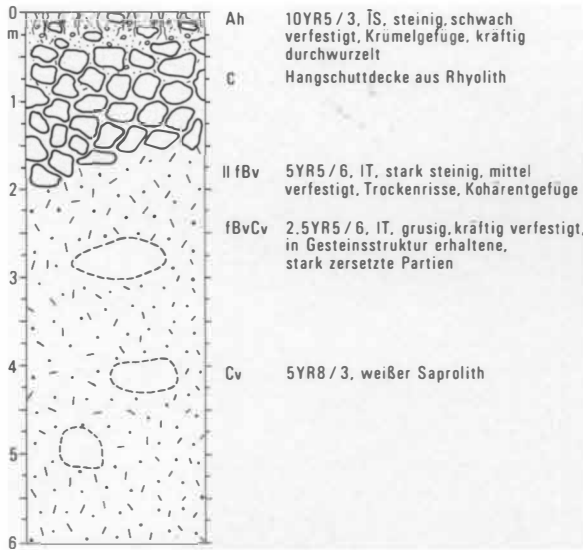 0
m
Ah 10YR5/3, l̄S, steinig, schwach
verfestigt, Krümelgefüge, kräftig
durchwurzelt
C Hangschuttdecke aus Rhyolith
1
II fBv 5YR5/6, lT, stark steinig, mittel
verfestigt, Trockenrisse, Kohärentgefüge
2
fBvCv 2.5YR5/6, lT, grusig, kräftig verfestigt,
in Gesteinsstruktur erhaltene,
stark zersetzte Partien
3
4
Cv 5YR8/3, weißer Saprolith
5
6